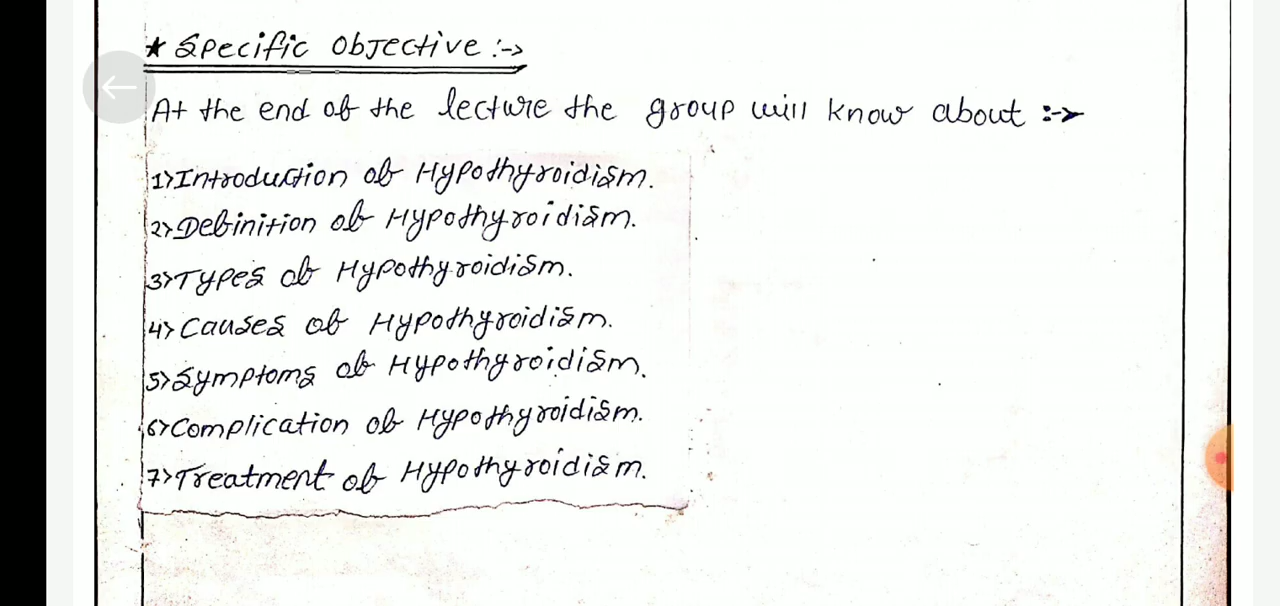 * Specific Objective :->
At the end of the lecture the group will know about :->
1> Introduction of Hypothyroidism.
2> Definition of Hypothyroidism.
3> Types of Hypothyroidism.
4> Causes of Hypothyroidism.
5> Symptoms of Hypothyroidism.
6> Complication of Hypothyroidism.
7> Treatment of Hypothyroidism.